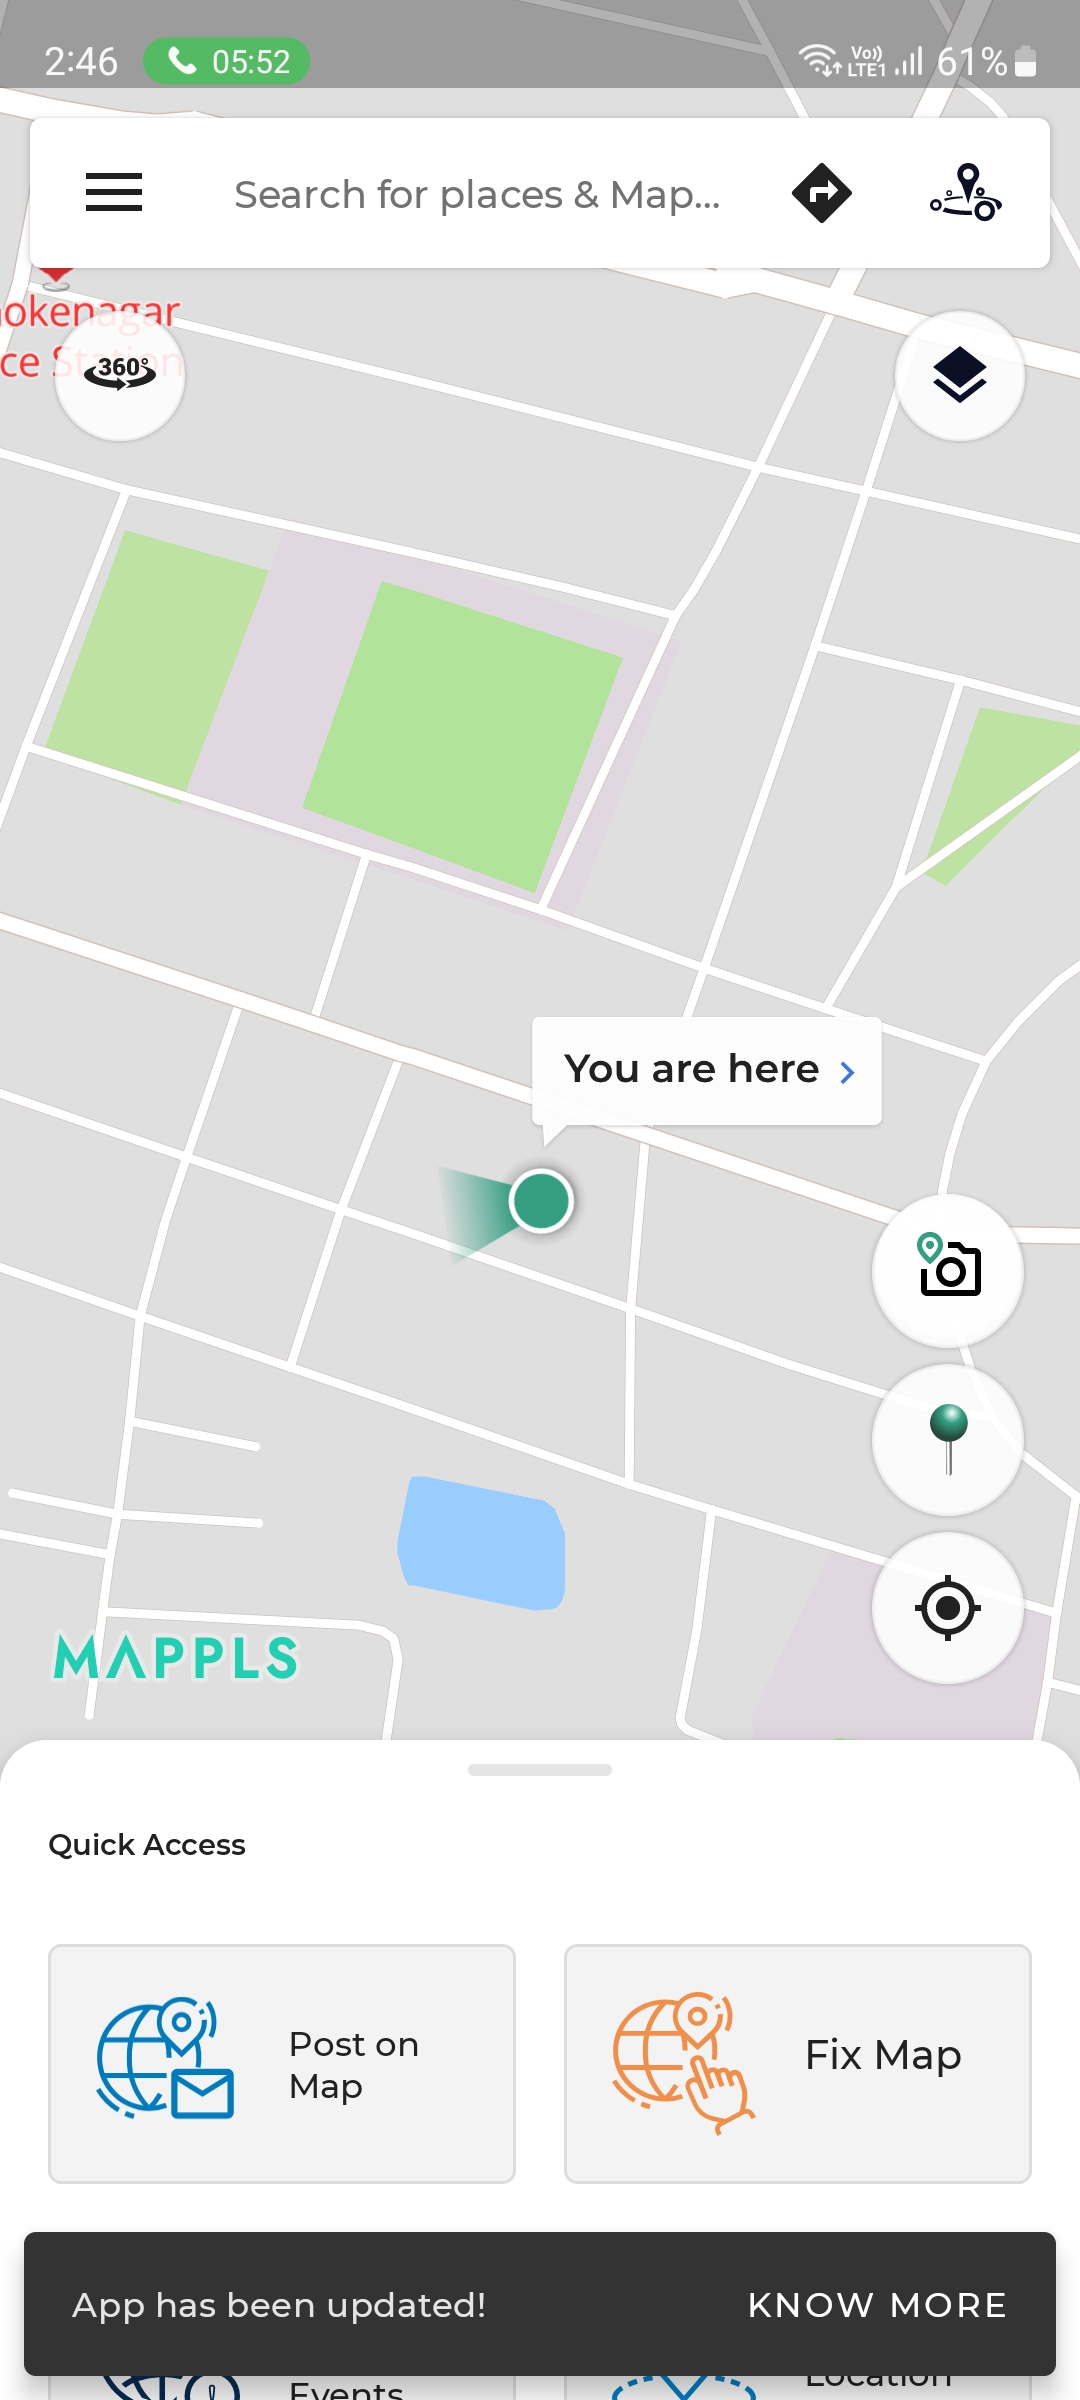 2:46
05:52
Vo))
LTE1
61%
Search for places & Map...
okenagar
ce Station
360°
You are here
MAPPLS
Quick Access
Post on
Map
Fix Map
App has been updated!
KNOW MORE
Events
Location